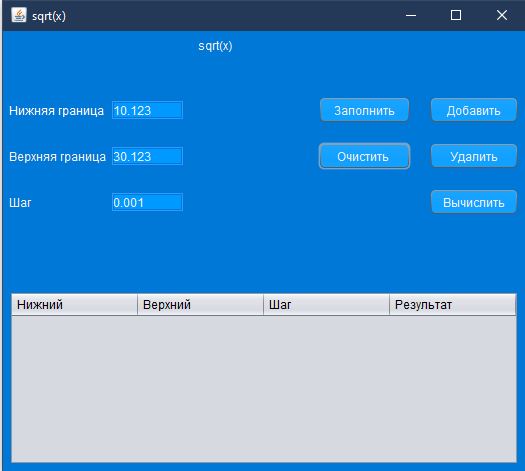 sqrt(x)
sqrt(x)
Нижняя граница 10.123 Заполнить Добавить
Верхняя граница 30.123 Очистить Удалить
Шаг 0.001 Вычислить
Нижний Верхний Шаг Результат